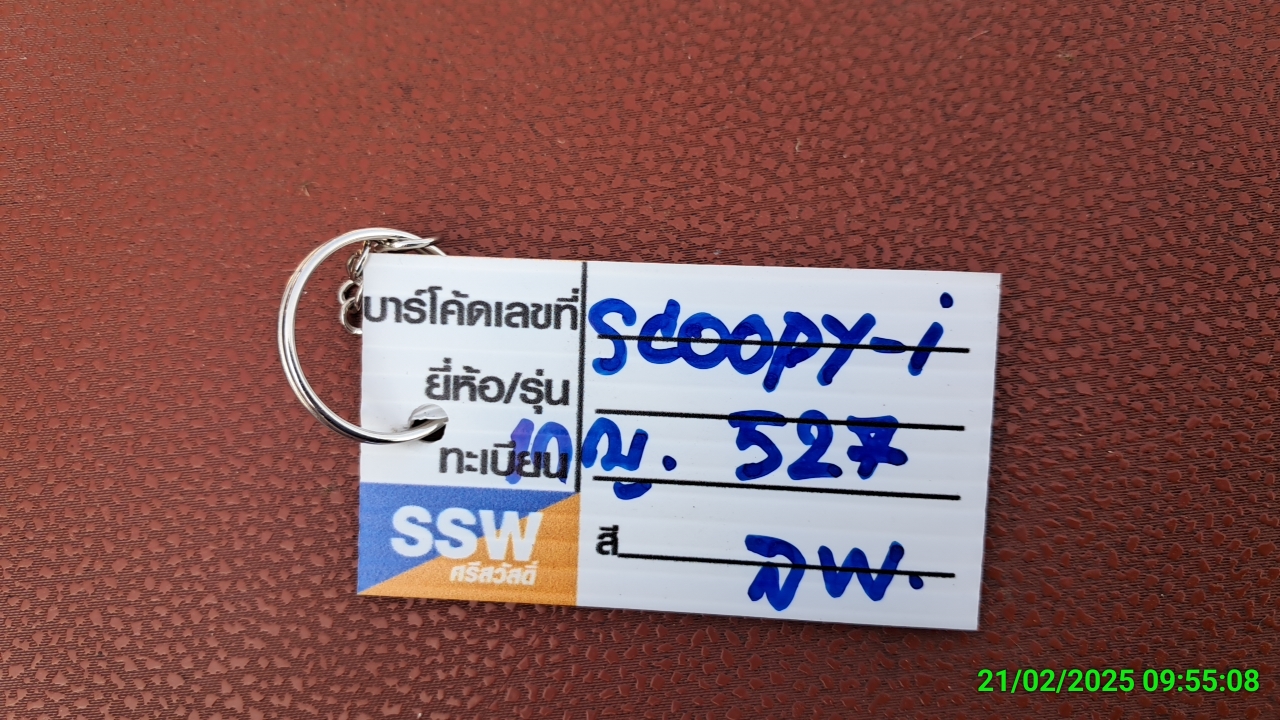 บาร์โค้ดเลขที่ SCOOPY-i
ยี่ห้อ/รุ่น
ทะเบียน 1กญ. 527
SSW
ศรีสวัสดิ์
สี ลพ.
21/02/2025 09:55:08